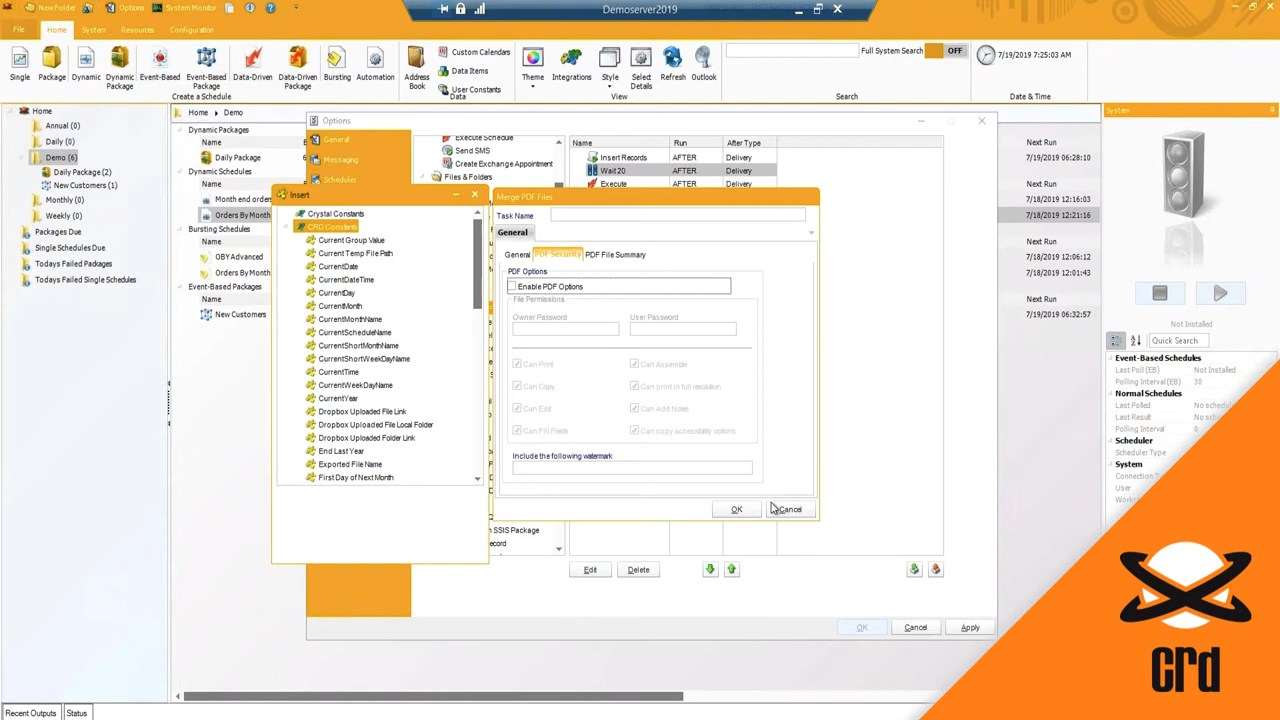 New Folder Options System Monitor
Demoserver2019
File Home System Resources Configuration
Single Package Dynamic Dynamic Package Event-Based Event-Based Package Data-Driven Data-Driven Package Bursting Automation
Create a Schedule
Address Book
Custom Calendars
Data Items
User Constants
Data
Theme Integrations Style Select Details Refresh Outlook
View
Full System Search OFF
Search
7/19/2019 7:25:03 AM
Date & Time
Home
Annual (0)
Daily (0)
Demo (6)
Daily Package (2)
New Customers (1)
Monthly (0)
Weekly (0)
Packages Due
Single Schedules Due
Todays Failed Packages
Todays Failed Single Schedules
Home Demo
Dynamic Packages
Name
Daily Package
Dynamic Schedules
Name
Month end orders
Orders By Month
Bursting Schedules
Name
OBY Advanced
Orders By Month
Event-Based Packages
Name
New Customers
Options
General
Messaging
Scheduler
Execute Schedule
Send SMS
Create Exchange Appointment
Files & Folders
n SSIS Package
ecord
Name Run After Type
Insert Records AFTER Delivery
Wait 20 AFTER Delivery
Execute AFTER Delivery
Edit Delete
OK Cancel Apply
Insert
Crystal Constants
CRD Constants
Current Group Value
Current Temp File Path
CurrentDate
CurrentDateTime
CurrentDay
CurrentMonth
CurrentMonthName
CurrentScheduleName
CurrentShortMonthName
CurrentShortWeekDayName
CurrentTime
CurrentWeekDayName
CurrentYear
Dropbox Uploaded File Link
Dropbox Uploaded File Local Folder
Dropbox Uploaded Folder Link
End Last Year
Exported File Name
First Day of Next Month
Merge PDF Files
Task Name
General
General PDF Security PDF File Summary
PDF Options
Enable PDF Options
File Permissions
Owner Password User Password
Can Print Can Assemble
Can Copy Can print in full resolution
Can Edit Can Add Notes
Can Fill Fields Can copy accessibility options
Include the following watermark
OK Cancel
Next Run
7/19/2019 6:28:10
Next Run
7/18/2019 12:16:03
7/18/2019 12:21:16
Next Run
7/18/2019 12:06:12
7/18/2019 12:01:43
Next Run
7/19/2019 6:32:57
System
Not Installed
Quick Search
Event-Based Schedules
Last Poll (EB) Not Installed
Polling Interval(EB) 30
Normal Schedules
Last Polled No sched
Last Result No sche
Polling Interval 0
Scheduler
Scheduler Type
System
Connection
User
Work
crd
Recent Outputs Status